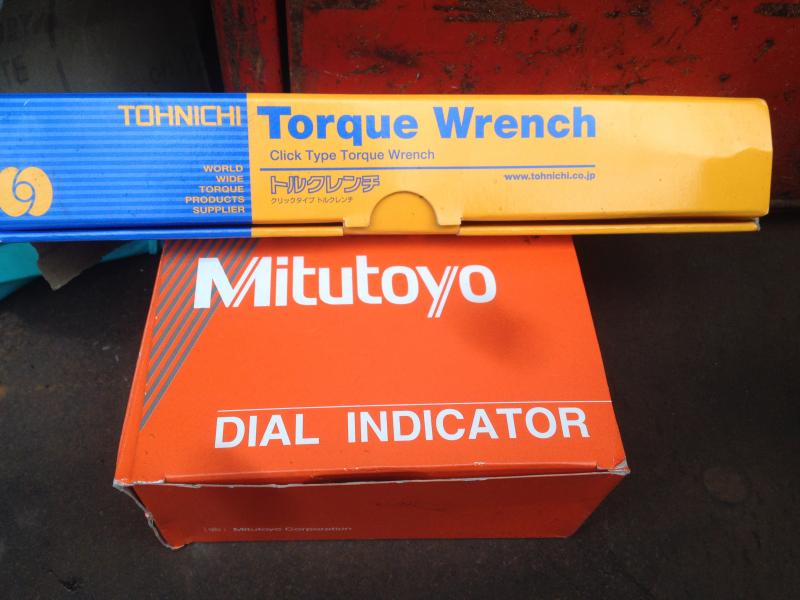 TOHNICHI
WORLD
WIDE
TORQUE
PRODUCTS
SUPPLIER
Torque Wrench
Click Type Torque Wrench
トルクレンチ
クリックタイプ トルクレンチ
www.tohnichi.co.jp
Mitutoyo
DIAL INDICATOR
Mitutoyo Corporation